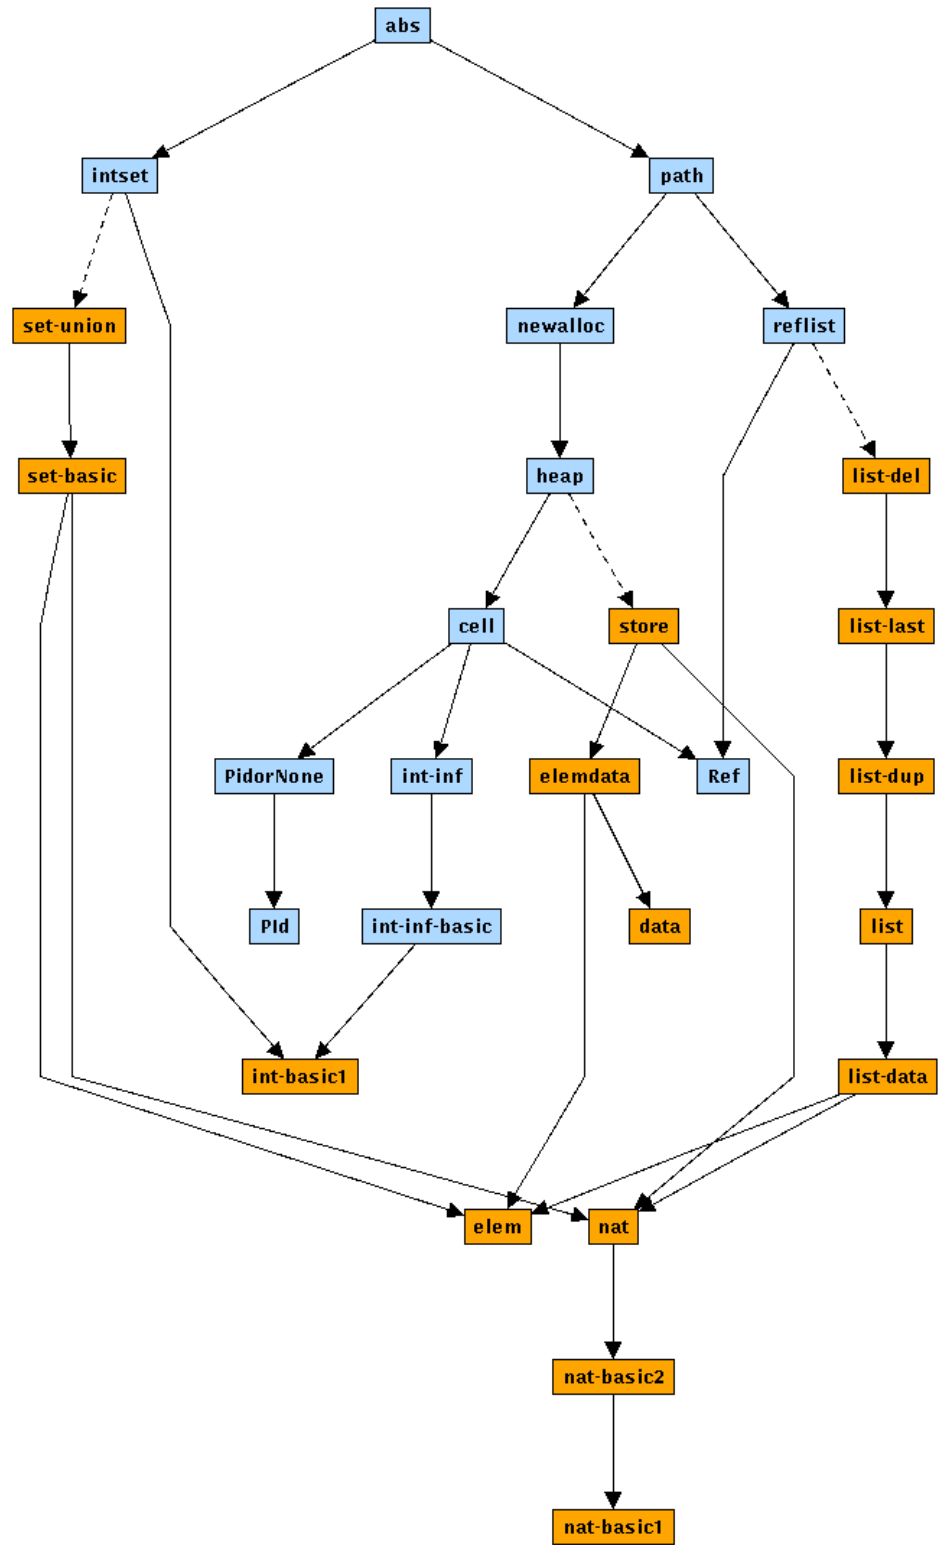 abs
intset
path
set-union
newalloc
reflist
set-basic
heap
list-del
cell
store
list-last
PidorNone
int-inf
elemdata
Ref
list-dup
PId
int-inf-basic
data
list
int-basic1
list-data
elem
nat
nat-basic2
nat-basic1